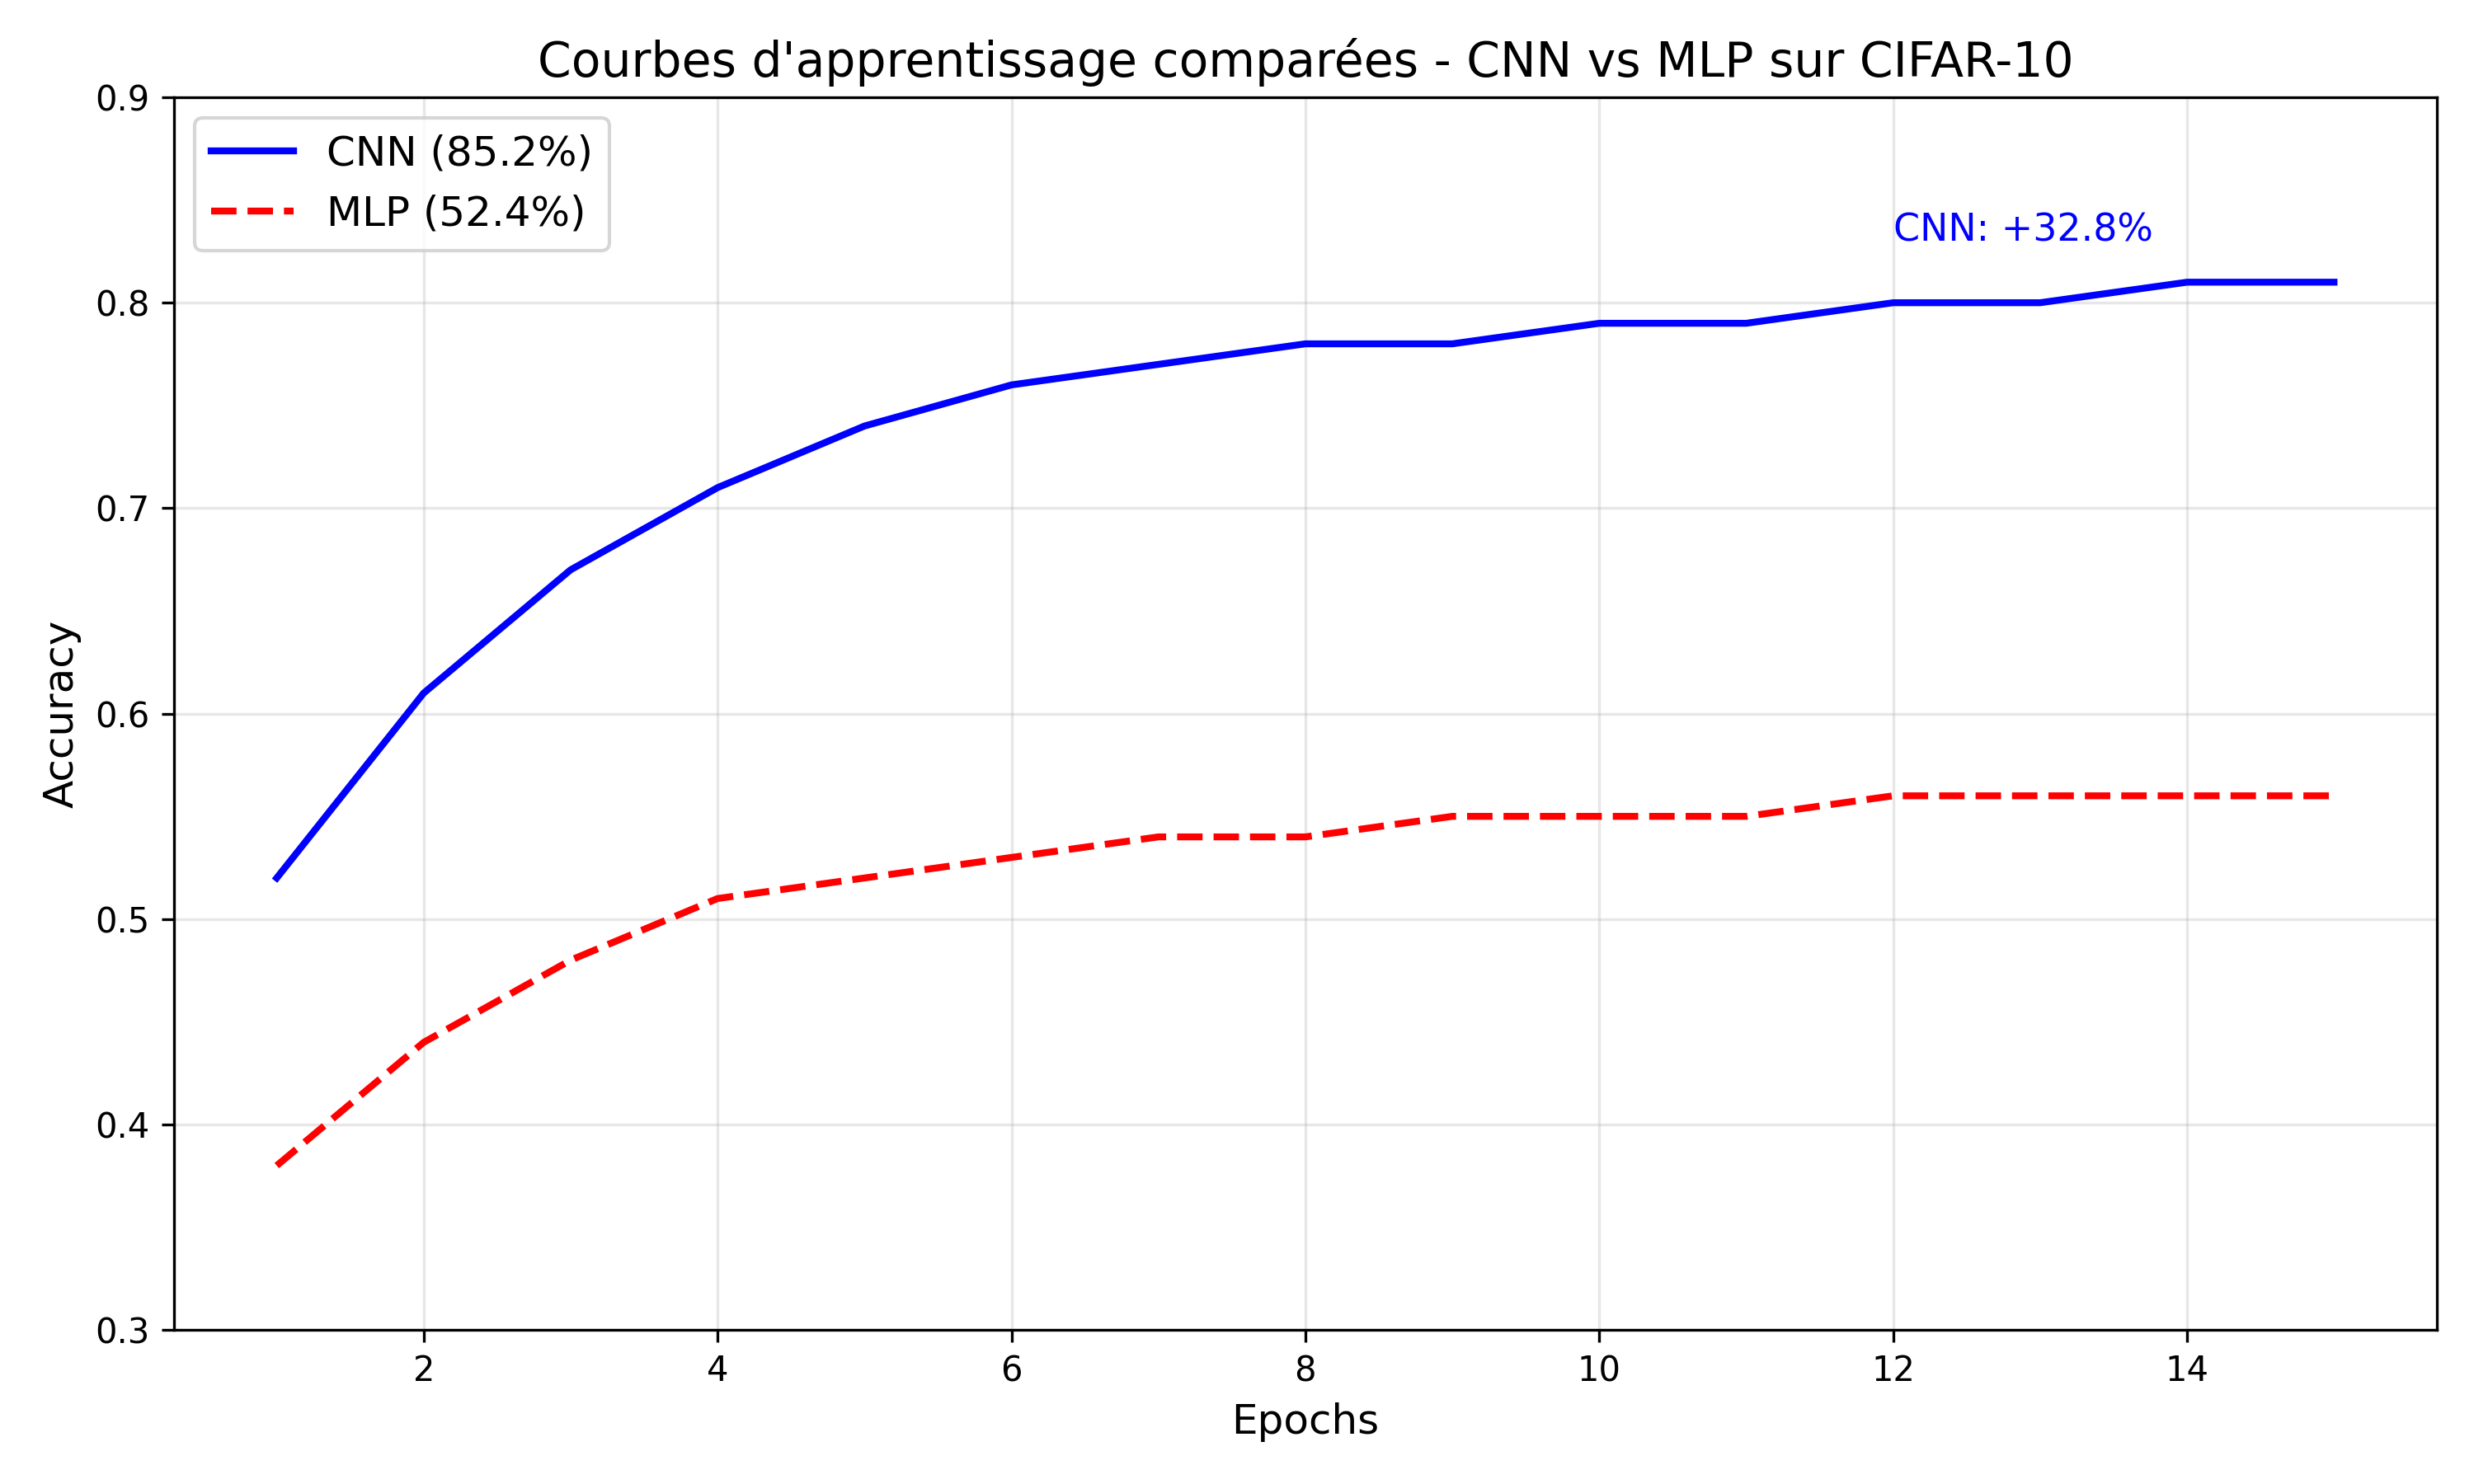 Courbes d'apprentissage comparées - CNN vs MLP sur CIFAR-10
CNN (85.2%)
MLP (52.4%)
CNN: +32.8%
Accuracy
0.9
0.8
0.7
0.6
0.5
0.4
0.3
2 4 6 8 10 12 14
Epochs